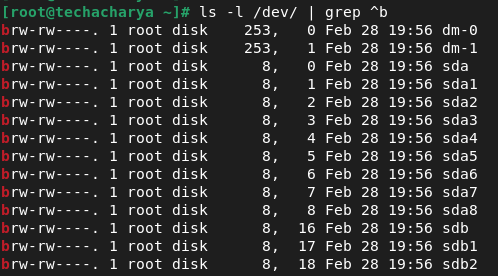 [root@techacharya ~]# ls -l /dev/ | grep ^b
brw-rw----. 1 root disk    253,   0 Feb 28 19:56 dm-0
brw-rw----. 1 root disk    253,   1 Feb 28 19:56 dm-1
brw-rw----. 1 root disk      8,   0 Feb 28 19:56 sda
brw-rw----. 1 root disk      8,   1 Feb 28 19:56 sda1
brw-rw----. 1 root disk      8,   2 Feb 28 19:56 sda2
brw-rw----. 1 root disk      8,   3 Feb 28 19:56 sda3
brw-rw----. 1 root disk      8,   4 Feb 28 19:56 sda4
brw-rw----. 1 root disk      8,   5 Feb 28 19:56 sda5
brw-rw----. 1 root disk      8,   6 Feb 28 19:56 sda6
brw-rw----. 1 root disk      8,   7 Feb 28 19:56 sda7
brw-rw----. 1 root disk      8,   8 Feb 28 19:56 sda8
brw-rw----. 1 root disk      8,  16 Feb 28 19:56 sdb
brw-rw----. 1 root disk      8,  17 Feb 28 19:56 sdb1
brw-rw----. 1 root disk      8,  18 Feb 28 19:56 sdb2